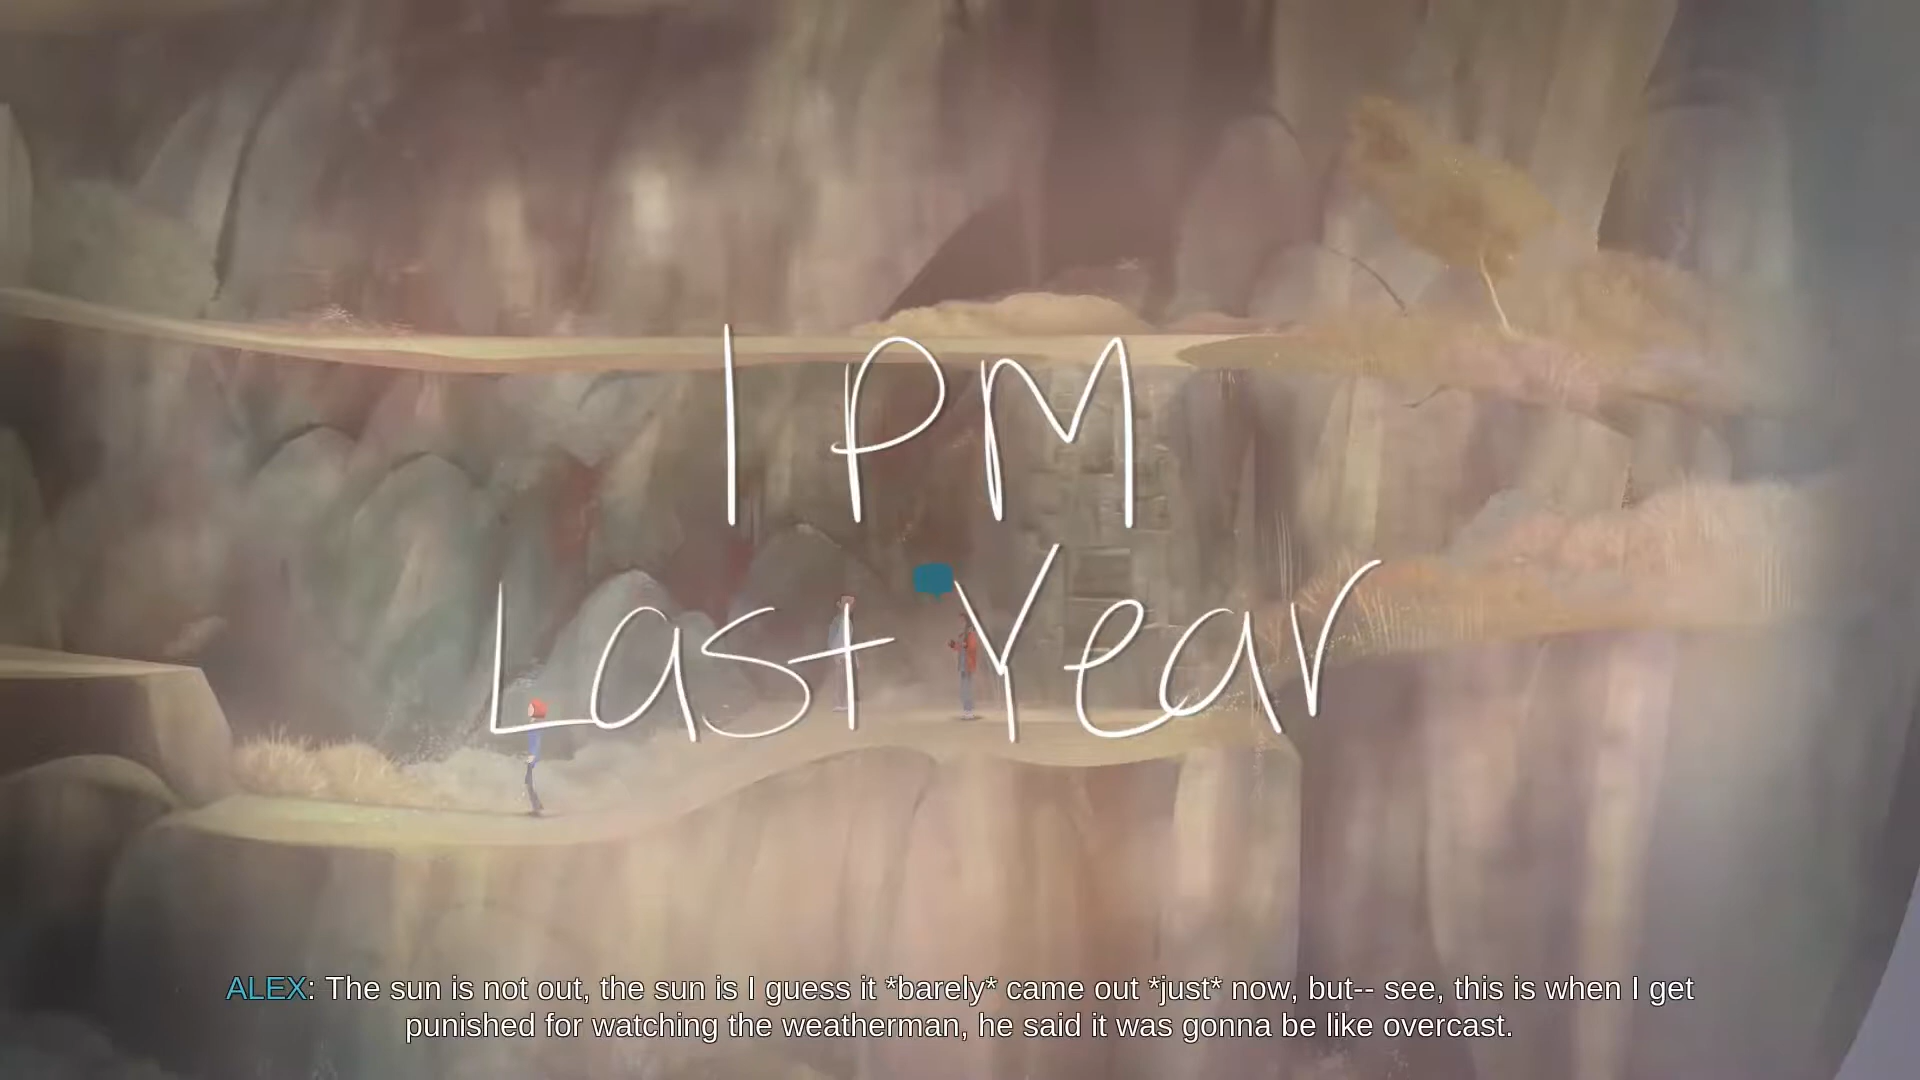 1 PM
Last Year
ALEX: The sun is not out, the sun is I guess it *barely* came out *just* now, but-- see, this is when I get
punished for watching the weatherman, he said it was gonna be like overcast.